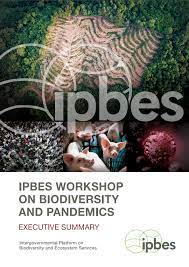 ipbes
IPBES WORKSHOP
ON BIODIVERSITY
AND PANDEMICS
EXECUTIVE SUMMARY
Intergovernmental Platform on
Biodiversity and Ecosystem Services
ipbes